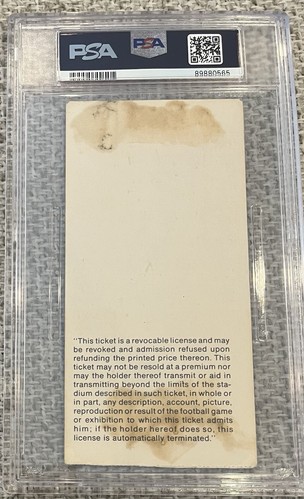 PSA
PSA
89880565
"This ticket is a revocable license and may
be revoked and admission refused upon
refunding the printed price thereon. This
ticket may not be resold at a premium nor
may the holder thereof transmit or aid in
transmitting beyond the limits of the sta-
dium described in such ticket, in whole or
in part, any description, account, picture,
reproduction or result of the football game
or exhibition to which this ticket admits
him; if the holder hereof does so, this
license is automatically terminated."